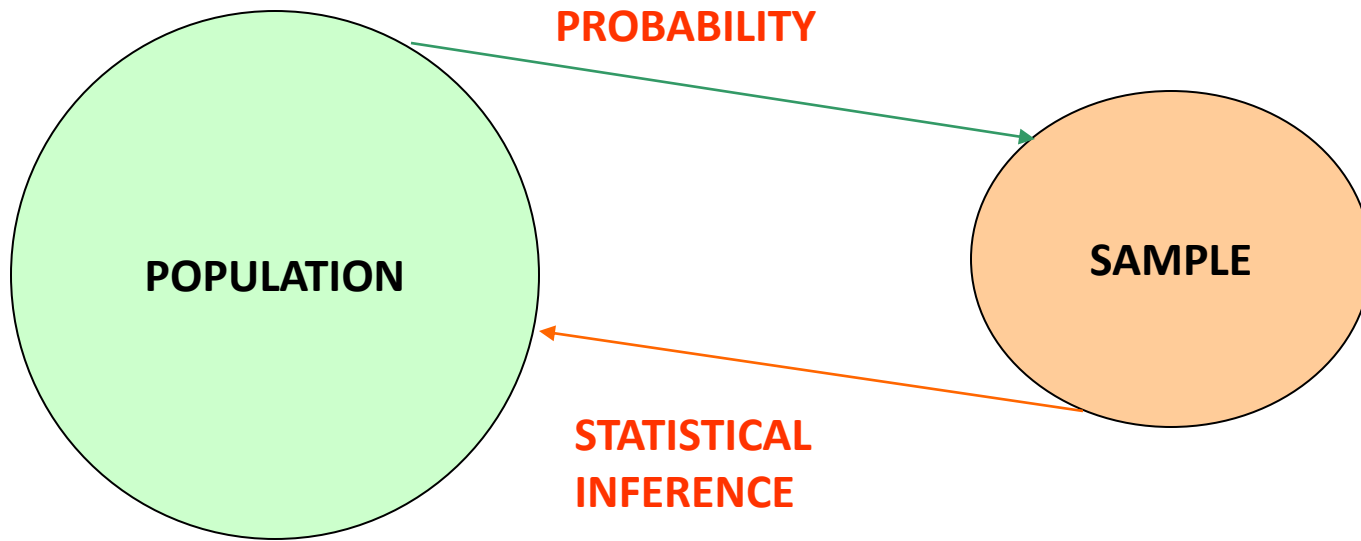 PROBABILITY
POPULATION
SAMPLE
STATISTICAL
INFERENCE